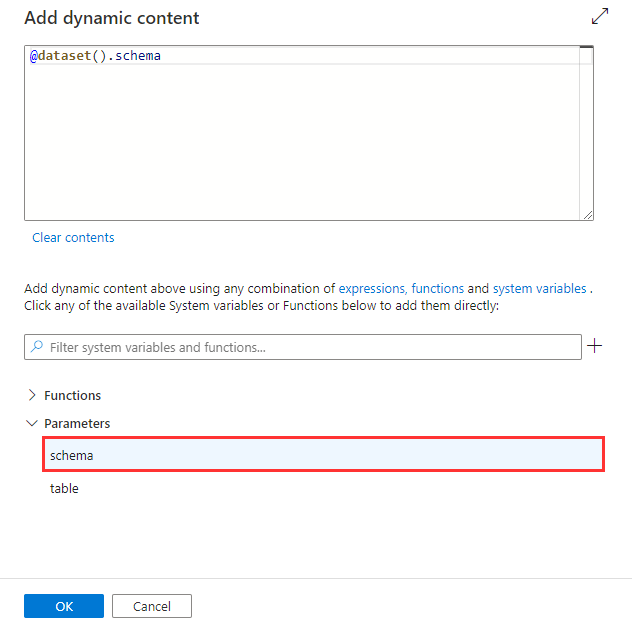 Add dynamic content
@dataset().schema
Clear contents
Add dynamic content above using any combination of expressions, functions and system variables .
Click any of the available System variables or Functions below to add them directly:
Filter system variables and functions...
Functions
Parameters
schema
table
OK Cancel